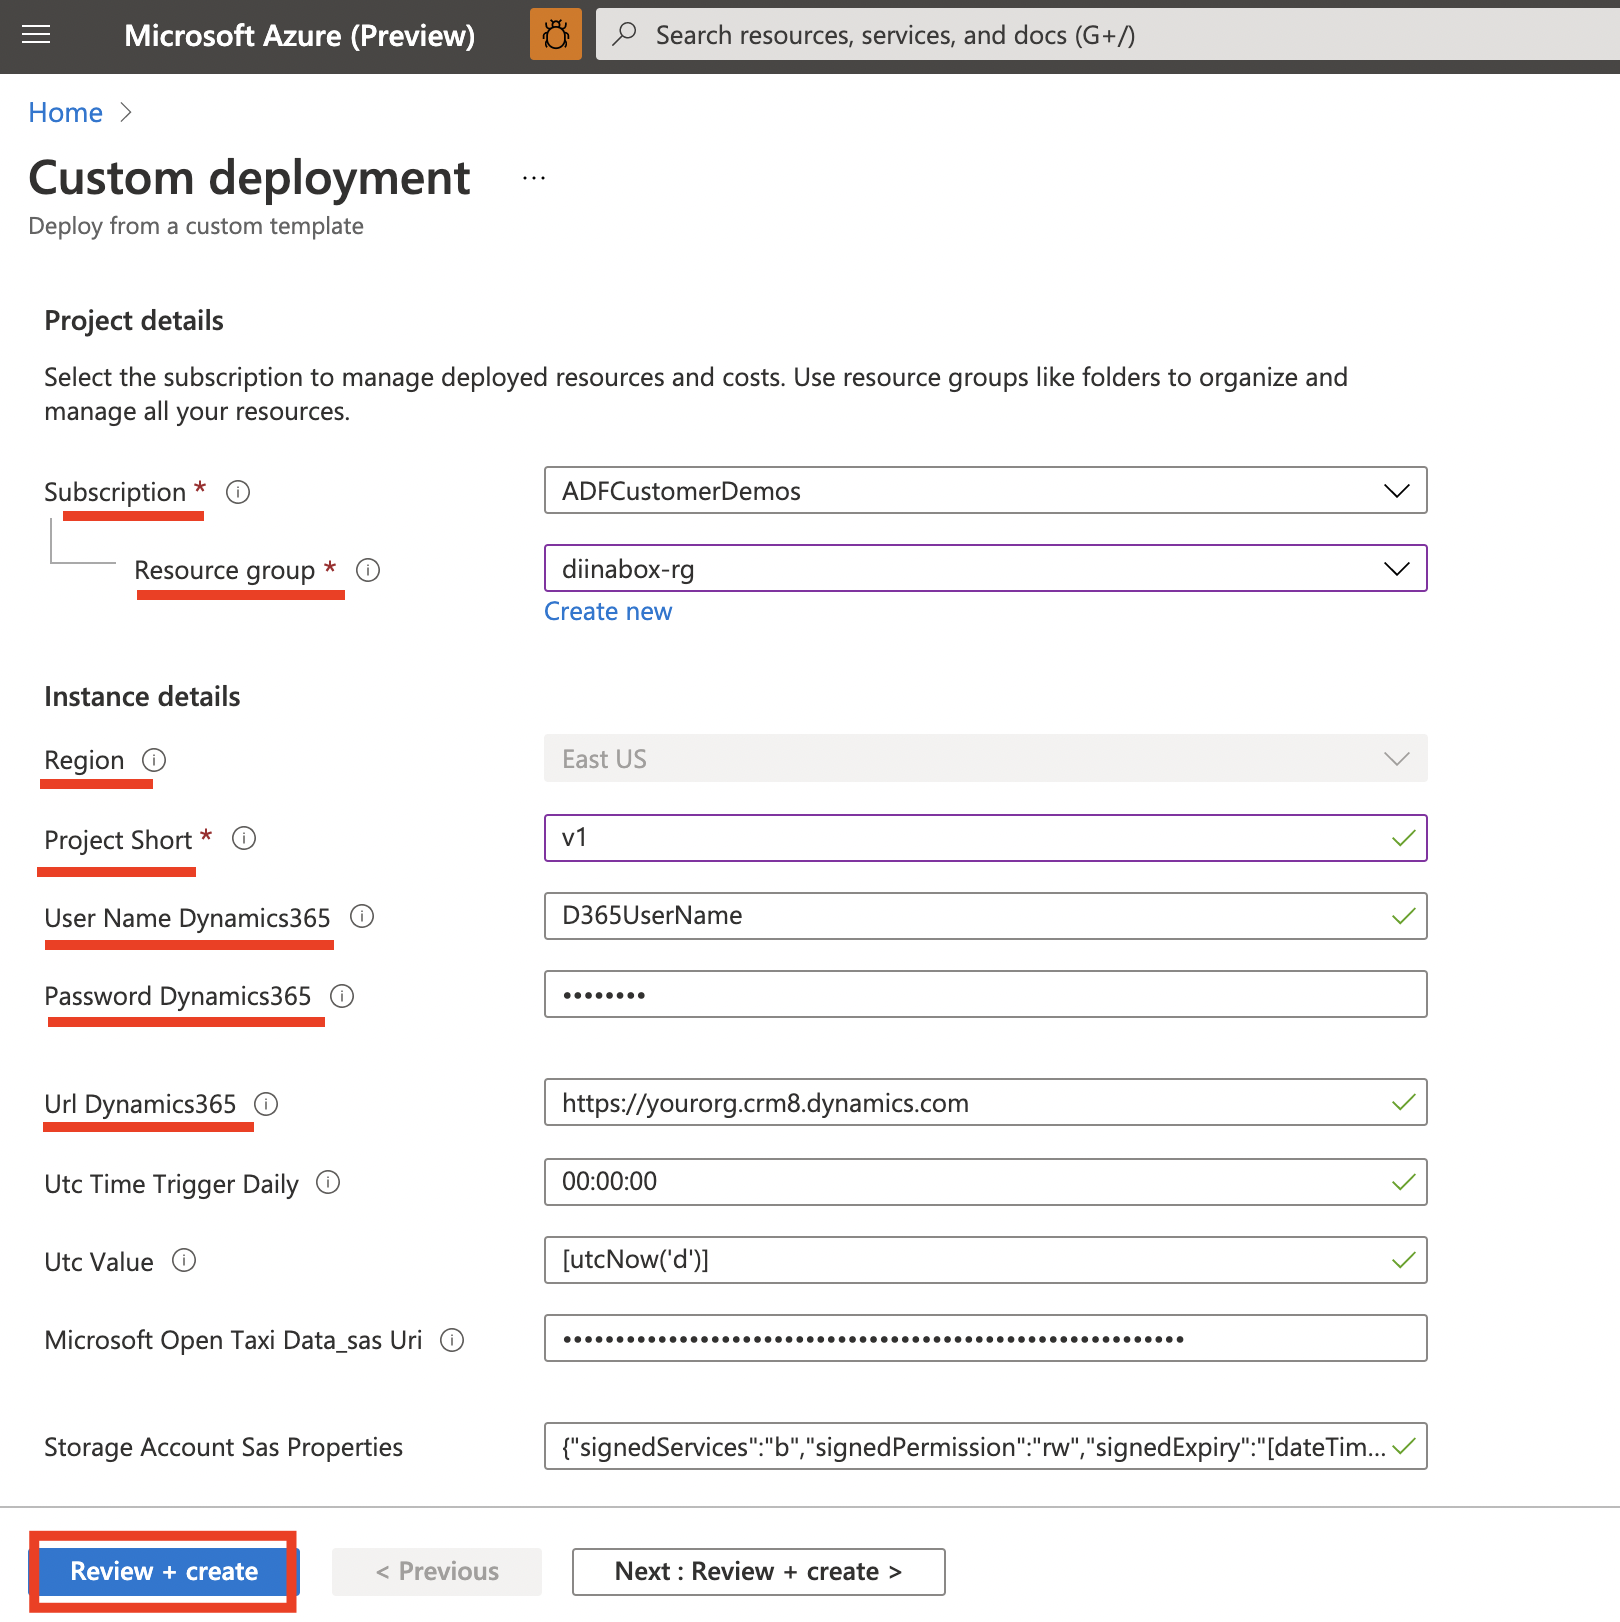 Microsoft Azure (Preview)
Search resources, services, and docs (G+/)
Home
Custom deployment ...
Deploy from a custom template
Project details
Select the subscription to manage deployed resources and costs. Use resource groups like folders to organize and
manage all your resources.
Subscription *
ADFCustomerDemos
Resource group *
diinabox-rg
Create new
Instance details
Region
East US
Project Short *
v1
User Name Dynamics365
D365UserName
Password Dynamics365
••••••••
Url Dynamics365
https://yourorg.crm8.dynamics.com
Utc Time Trigger Daily
00:00:00
Utc Value
[utcNow('d')]
Microsoft Open Taxi Data_sas Uri
Storage Account Sas Properties
{"signedServices":"b","signedPermission":"rw","signedExpiry":"[dateTim...
Review + create
< Previous
Next : Review + create >